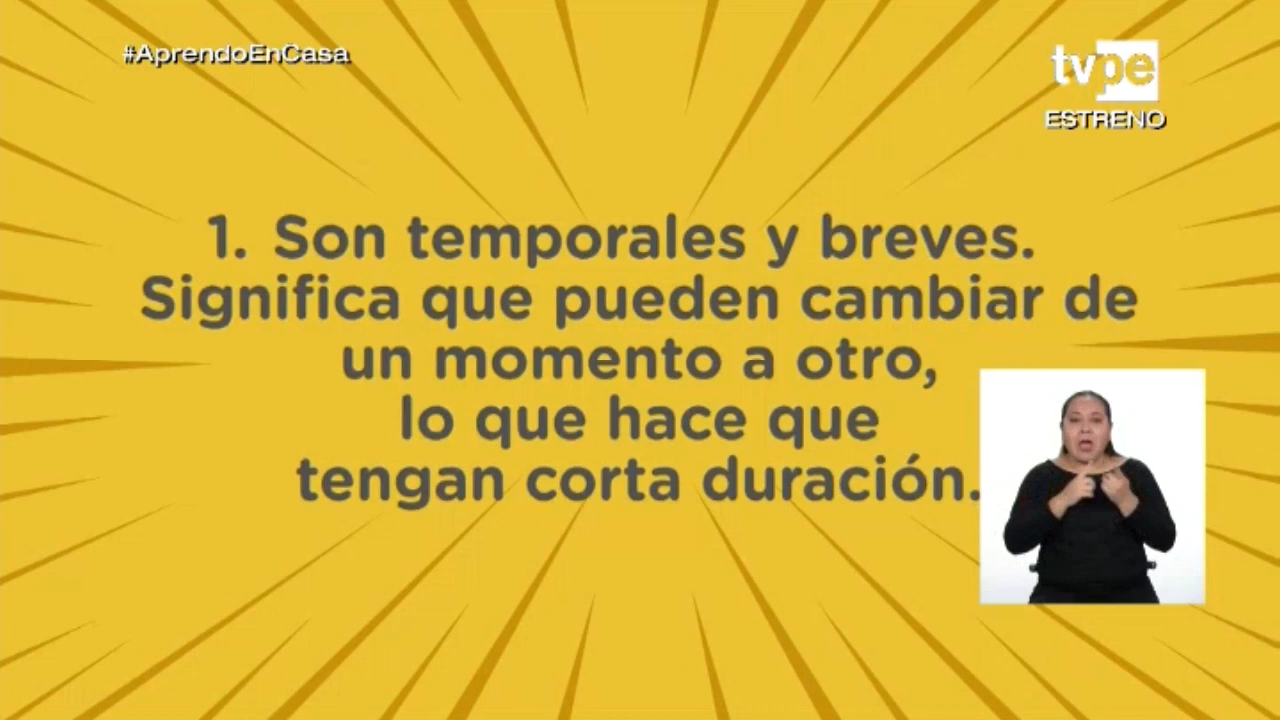 #AprendoEnCasa
tvpe
ESTRENO
1. Son temporales y breves.
Significa que pueden cambiar de
un momento a otro,
lo que hace que
tengan corta duración.